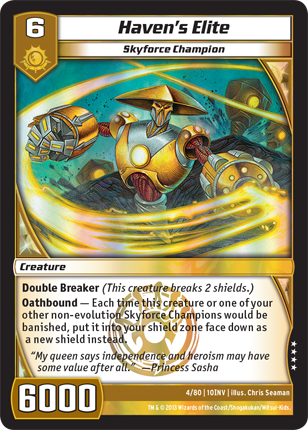 6
Haven's Elite
Skyforce Champion
Creature
Double Breaker (This creature breaks 2 shields.)
Oathbound — Each time this creature or one of your
other non-evolution Skyforce Champions would be
banished, put it into your shield zone face down as
a new shield instead.
"My queen says independence and heroism may have
some value after all." —Princess Sasha
4/80 | 10INV | illus. Chris Seaman
6000
TM & © 2013 Wizards of the Coast/Shogakukan/Mitsui-Kids.